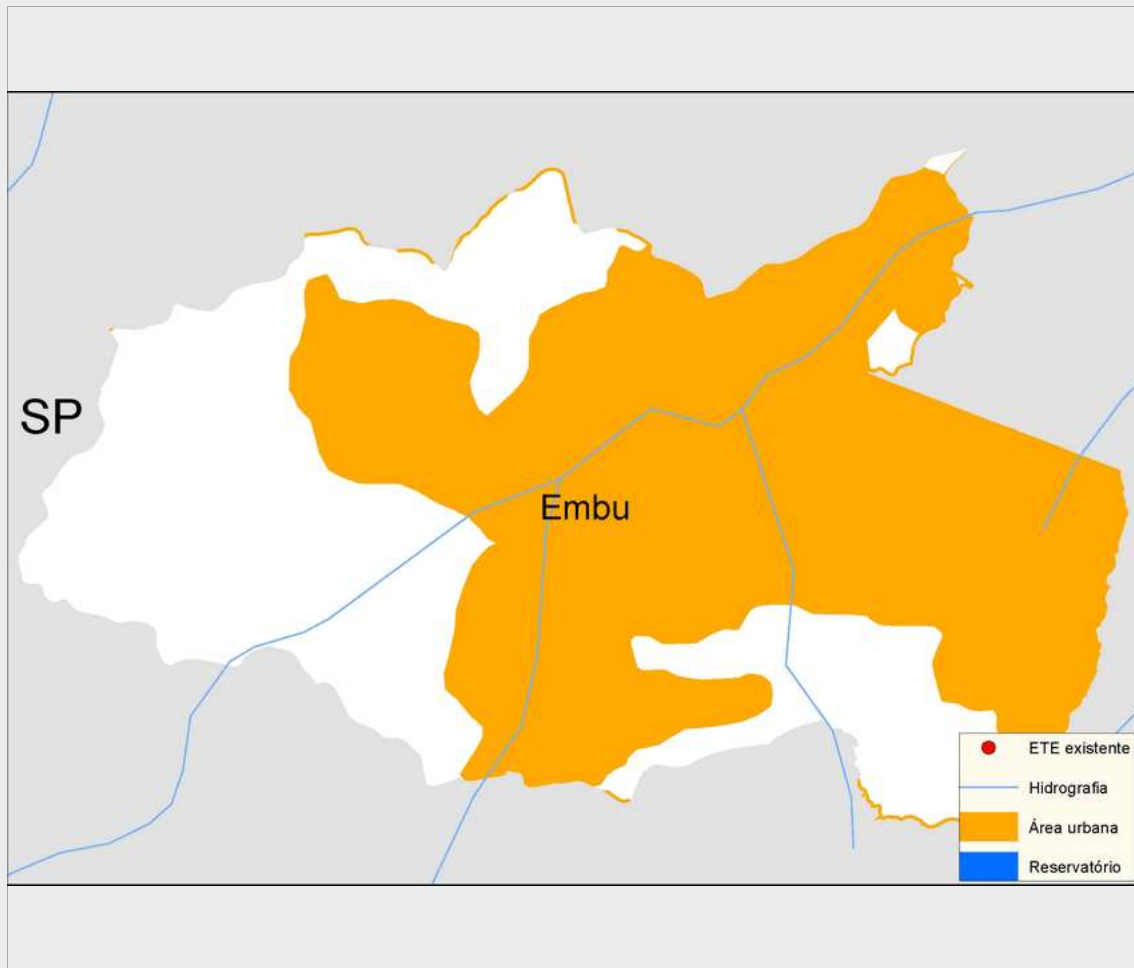 SP
Embu
ETE existente
Hidrografia
Área urbana
Reservatório